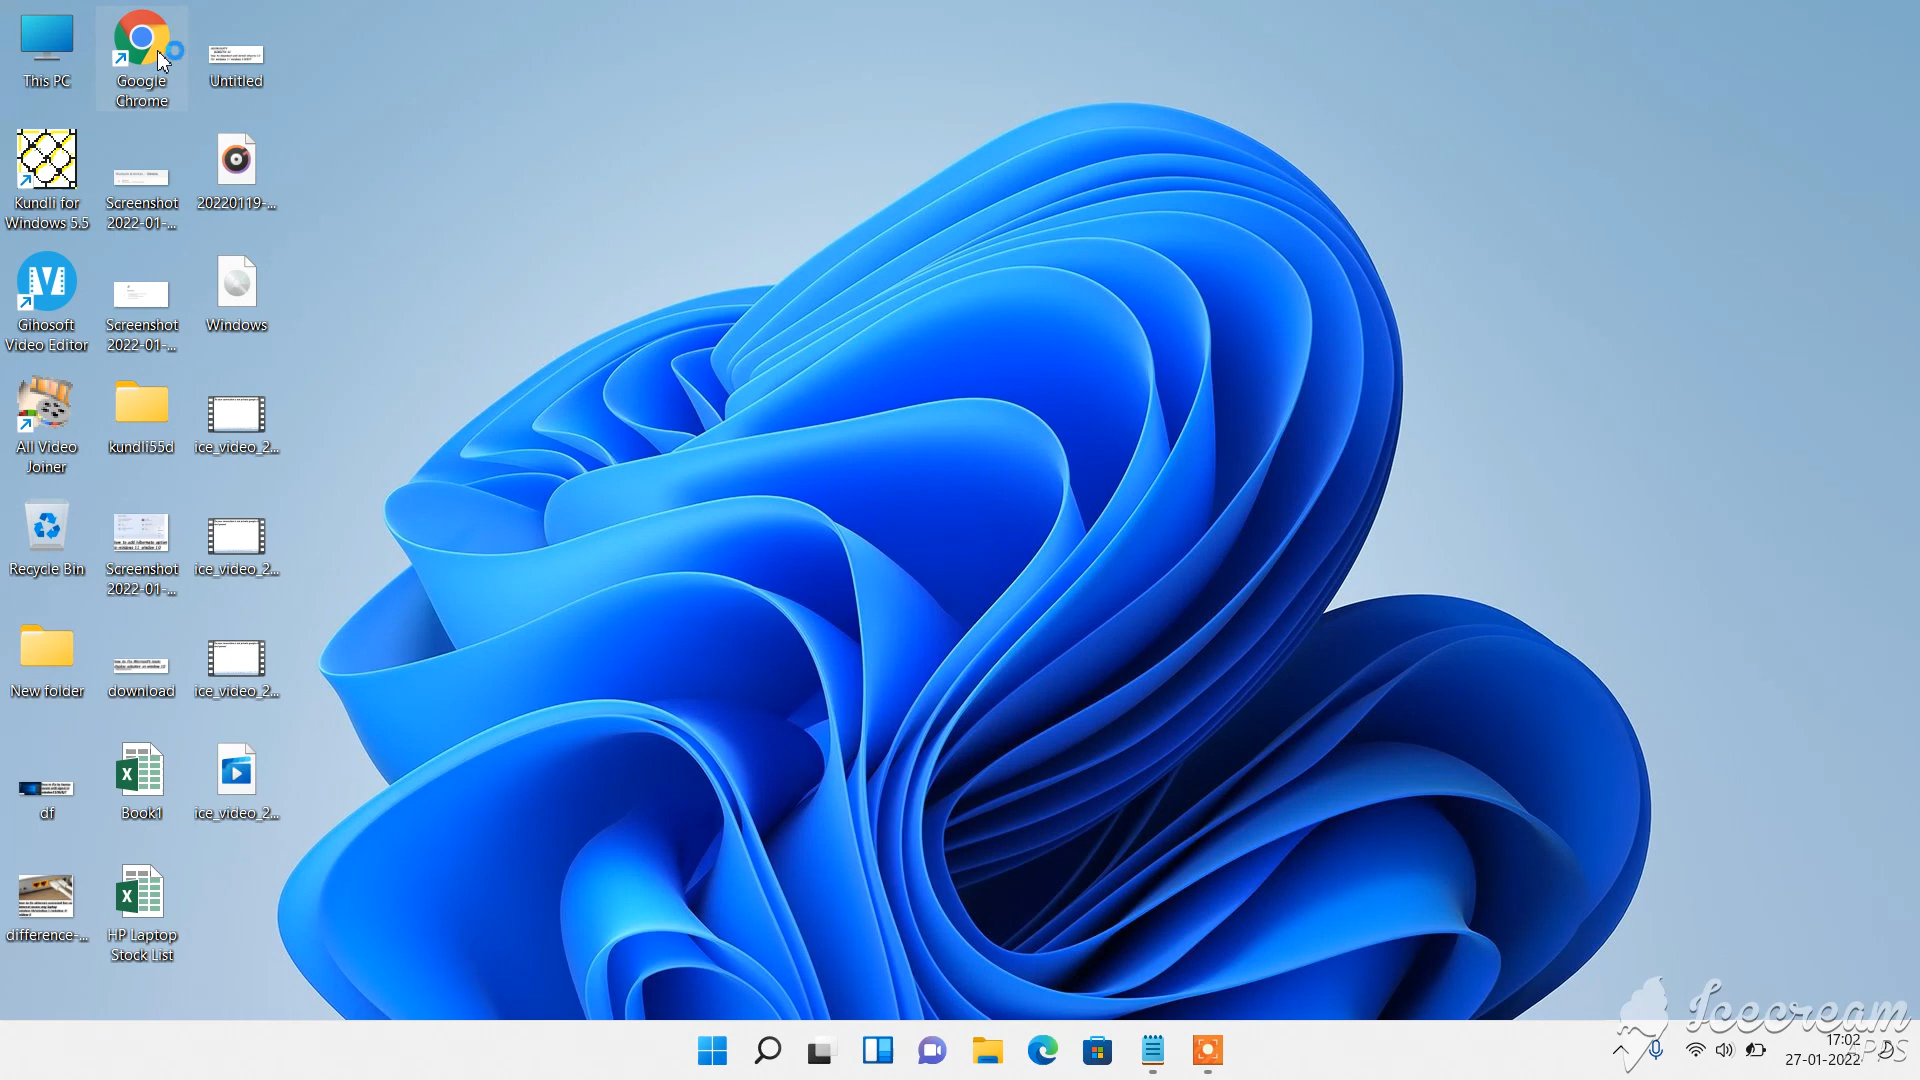 This PC
Google
Chrome
Untitled
Kundli for
Windows 5.5
Screenshot
2022-01-...
20220119-...
Gihosoft
Video Editor
Screenshot
2022-01-...
Windows
All Video
Joiner
kundli55d
ice_video_2...
Recycle Bin
Screenshot
2022-01-...
ice_video_2...
New folder
download
ice_video_2...
df
Book1
ice_video_2...
difference-...
HP Laptop
Stock List
Icecream
APPS
17:02
27-01-2022